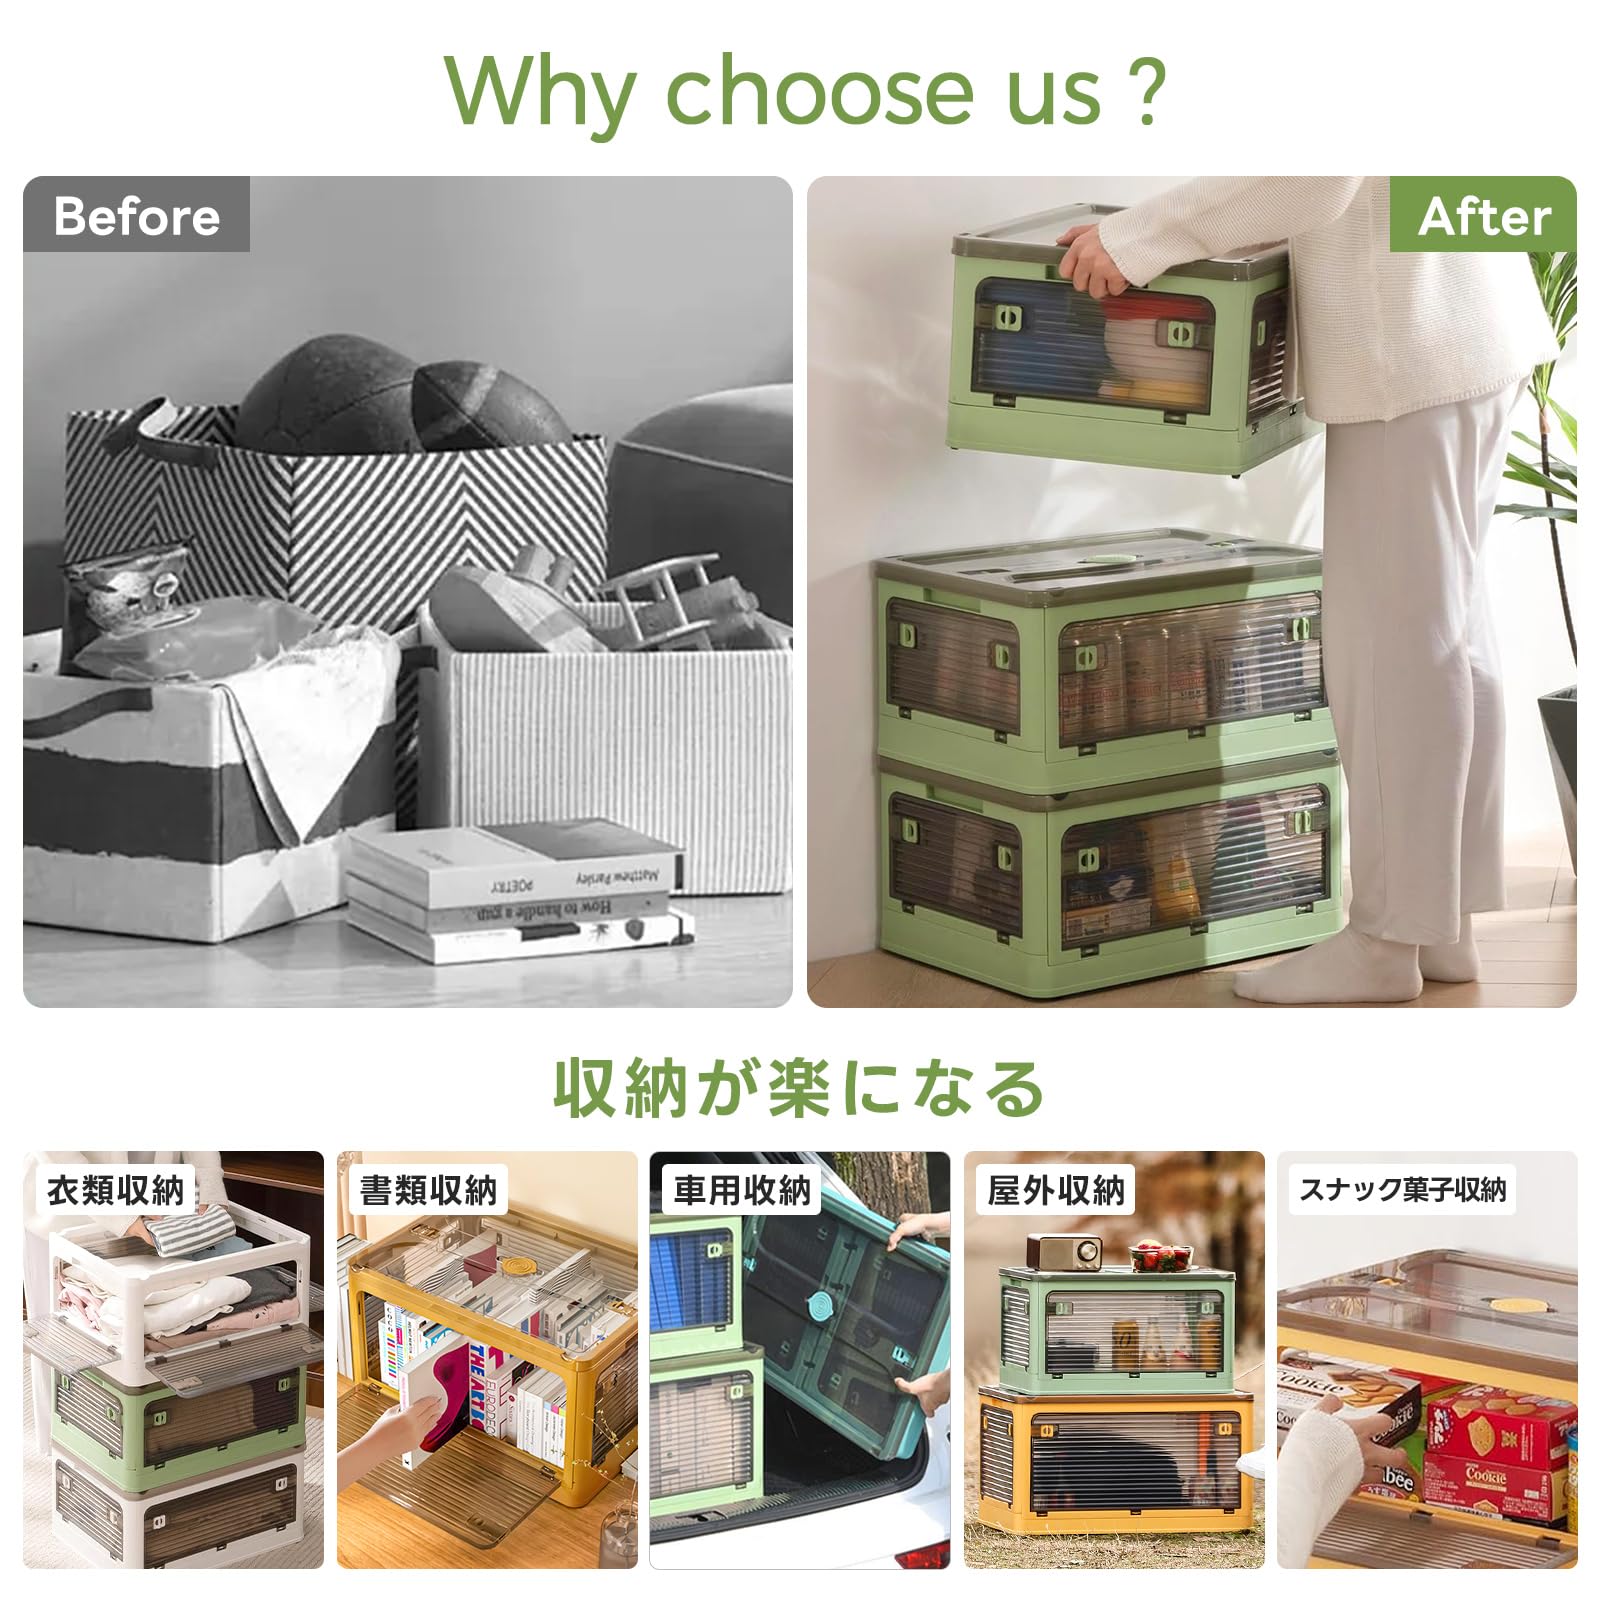 Why choose us ?
Before
After
Matthew Parsley
POETRY
How to handle a gup
収納が楽になる
衣類収納
書類収納
車用収納
屋外収納
スナック菓子収納
THE ART
Cookie
Cookie